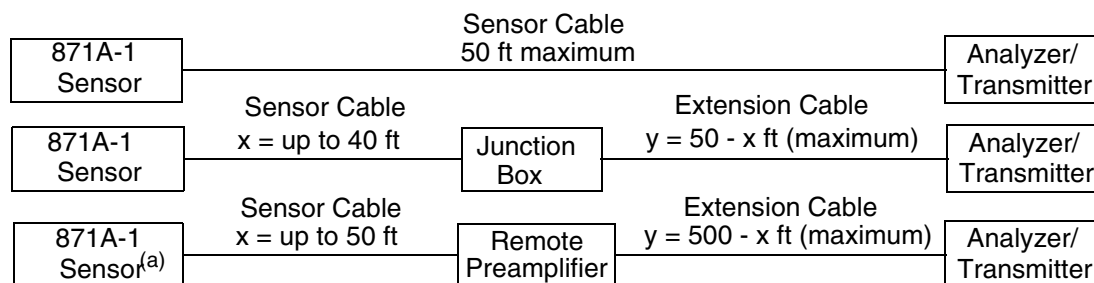 Sensor Cable
50 ft maximum
871A-1
Sensor
Analyzer/
Transmitter
Sensor Cable
x = up to 40 ft
Extension Cable
y = 50 - x ft (maximum)
871A-1
Sensor
Junction
Box
Analyzer/
Transmitter
Sensor Cable
x = up to 50 ft
Extension Cable
y = 500 - x ft (maximum)
871A-1
Sensor(a)
Remote
Preamplifier
Analyzer/
Transmitter